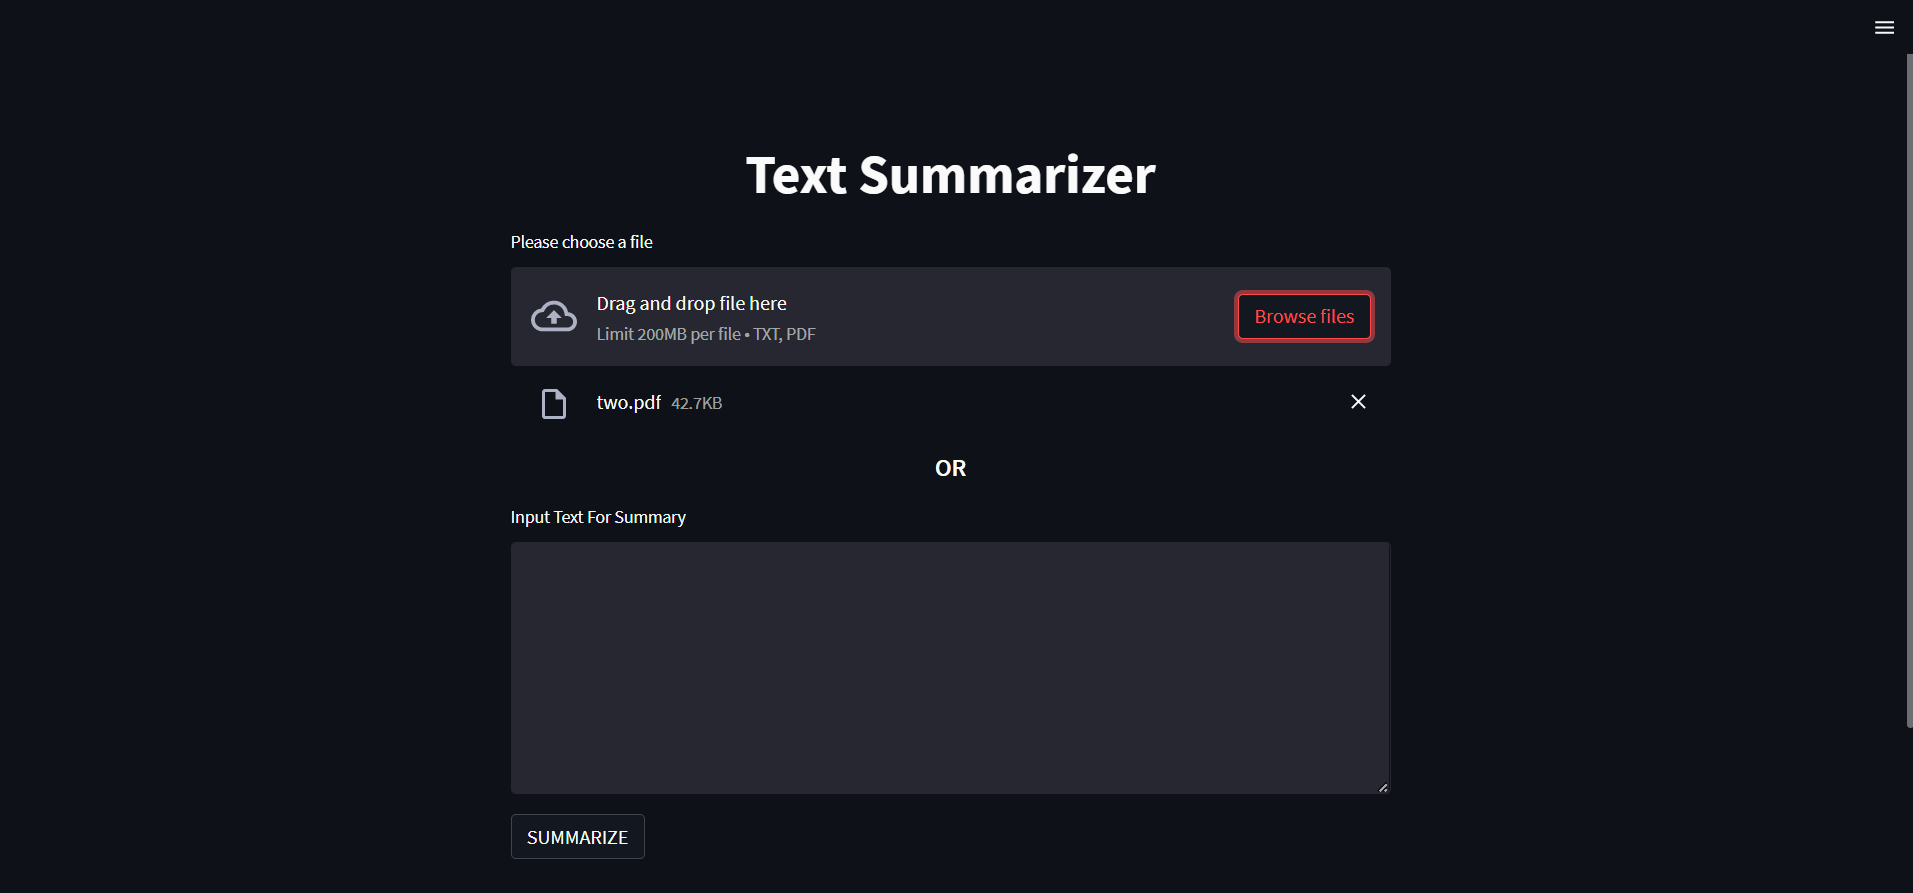 Text Summarizer
Please choose a file
Drag and drop file here
Limit 200MB per file • TXT, PDF
Browse files
two.pdf 42.7KB
OR
Input Text For Summary
SUMMARIZE